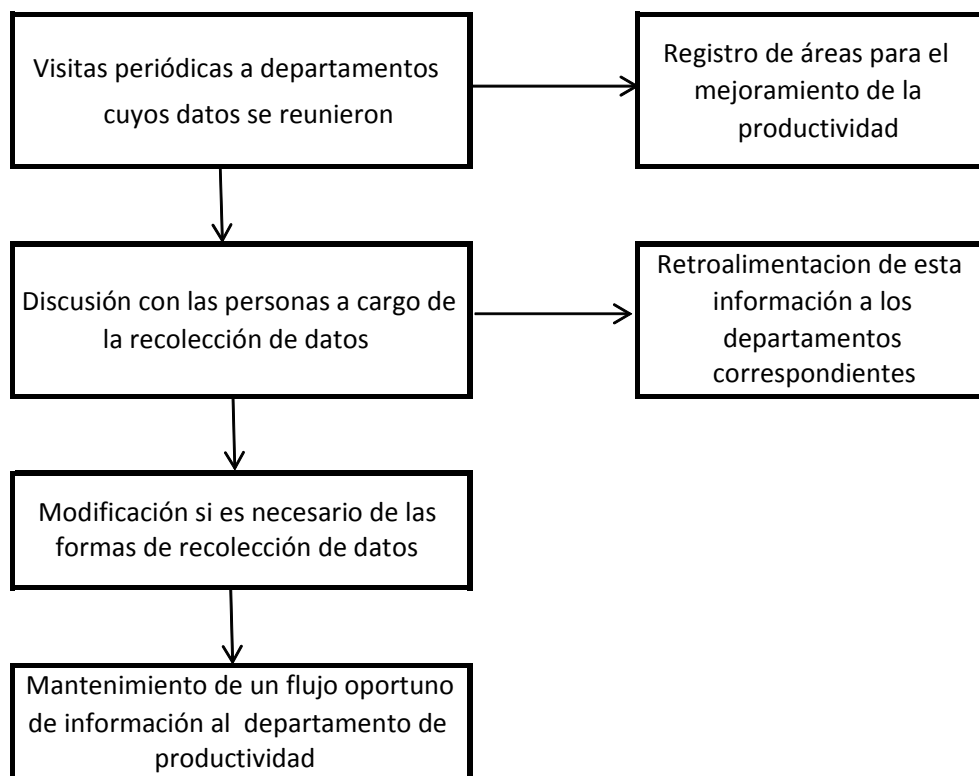 Visitas periódicas a departamentos
cuyos datos se reunieron
Registro de áreas para el
mejoramiento de la
productividad
Discusión con las personas a cargo de
la recolección de datos
Retroalimentacion de esta
información a los
departamentos
correspondientes
Modificación si es necesario de las
formas de recolección de datos
Mantenimiento de un flujo oportuno
de información al departamento de
productividad